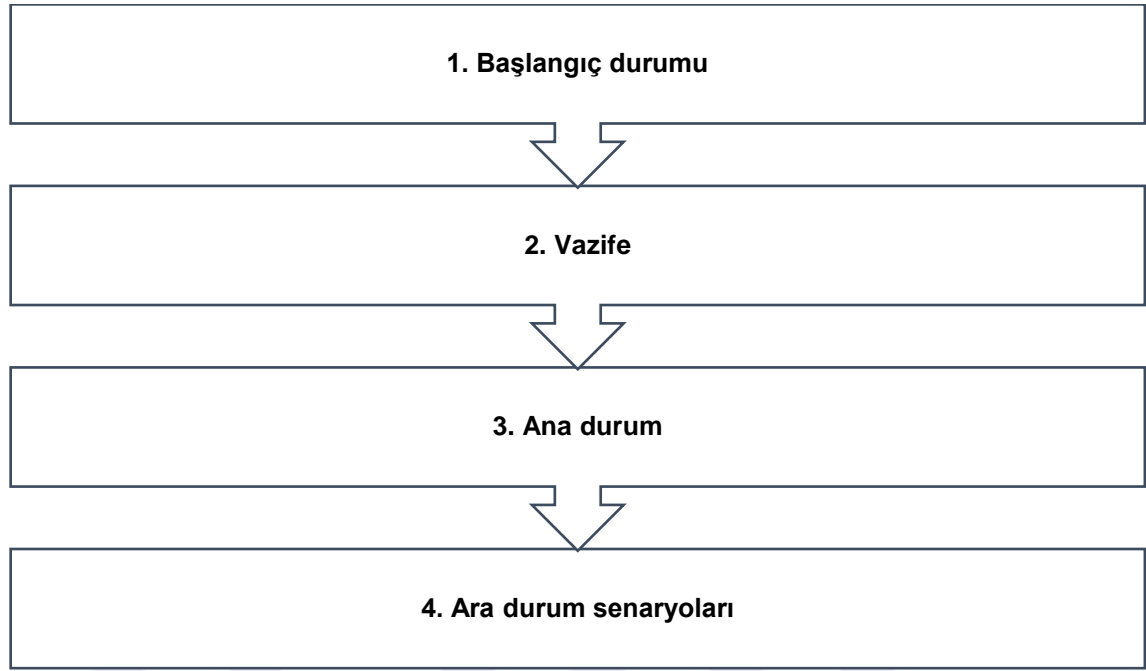 1. Başlangıç durumu
2. Vazife
3. Ana durum
4. Ara durum senaryoları